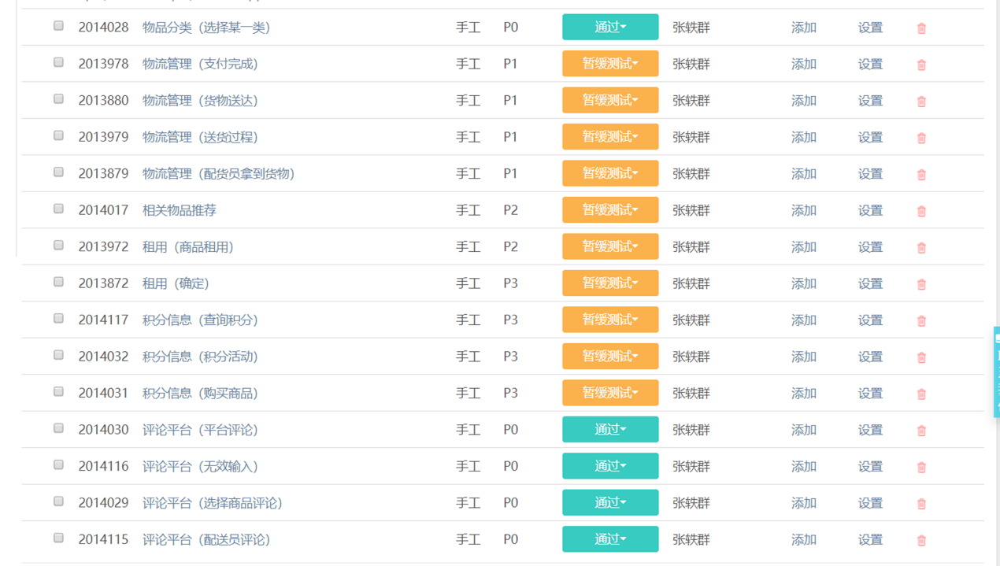 2014028 物品分类（选择某一类） 手工 P0 通过 张轶群 添加 设置
2013978 物流管理（支付完成） 手工 P1 暂缓测试 张轶群 添加 设置
2013880 物流管理（货物送达） 手工 P1 暂缓测试 张轶群 添加 设置
2013979 物流管理（送货过程） 手工 P1 暂缓测试 张轶群 添加 设置
2013879 物流管理（配货员拿到货物） 手工 P1 暂缓测试 张轶群 添加 设置
2014017 相关物品推荐 手工 P2 暂缓测试 张轶群 添加 设置
2013972 租用（商品租用） 手工 P2 暂缓测试 张轶群 添加 设置
2013872 租用（确定） 手工 P3 暂缓测试 张轶群 添加 设置
2014117 积分信息（查询积分） 手工 P3 暂缓测试 张轶群 添加 设置
2014032 积分信息（积分活动） 手工 P3 暂缓测试 张轶群 添加 设置
2014031 积分信息（购买商品） 手工 P3 暂缓测试 张轶群 添加 设置
2014030 评论平台（平台评论） 手工 P0 通过 张轶群 添加 设置
2014116 评论平台（无效输入） 手工 P0 通过 张轶群 添加 设置
2014029 评论平台（选择商品评论） 手工 P0 通过 张轶群 添加 设置
2014115 评论平台（配送员评论） 手工 P0 通过 张轶群 添加 设置